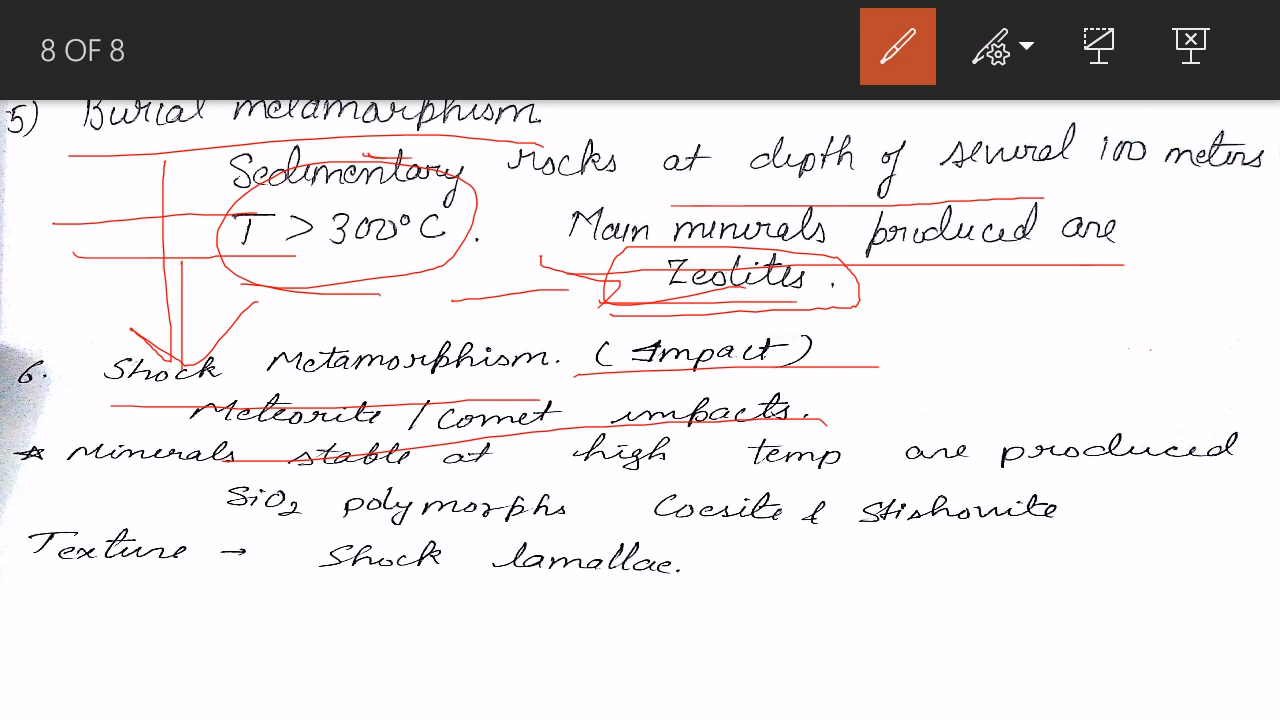 8 OF 8
5) Burial metamorphism.
Sedimentary rocks at depth of several 100 meters
T > 300°C. Main minerals produced are
Zeolites.
6. Shock Metamorphism. (Impact)
Meteorite / Comet impacts.
* Minerals stable at high temp are produced
SiO₂ polymorphs Coesite & Stishovite
Texture → Shock lamallae.